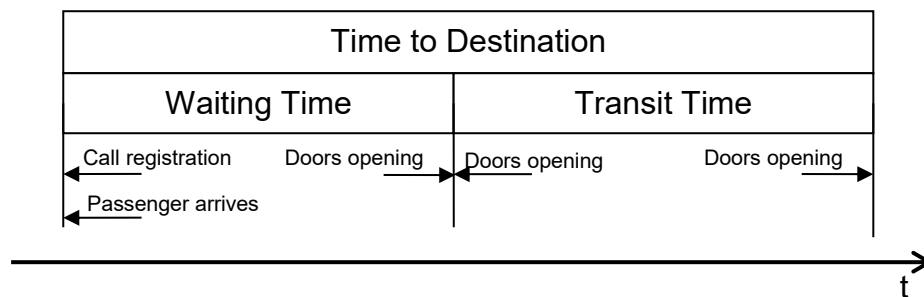 Time to Destination
Waiting Time Transit Time
Call registration Doors opening Doors opening Doors opening
Passenger arrives
t